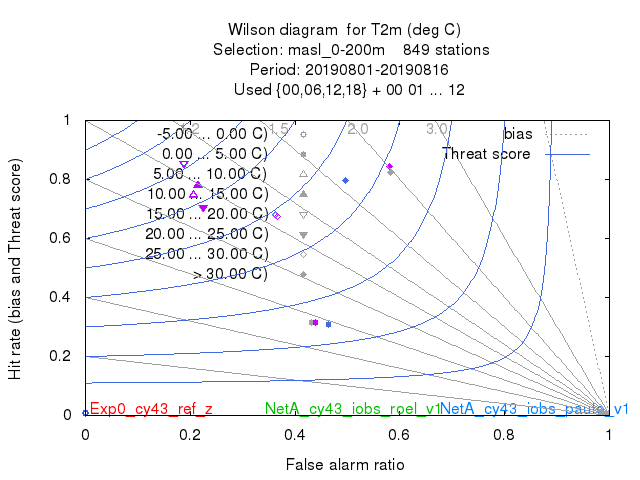 Wilson diagram for T2m (deg C)
Selection: masl_0-200m 849 stations
Period: 20190801-20190816
Used {00,06,12,18} + 00 01 ... 12
Hit rate (bias and Threat score)
1
0.8
0.6
0.4
0.2
0
1.5 2.0 3.0
-5.00 ... 0.00 C)
0.00 ... 5.00 C)
5.00 ... 10.00 C)
10.00 ... 15.00 C)
15.00 ... 20.00 C)
20.00 ... 25.00 C)
25.00 ... 30.00 C)
> 30.00 C)
bias
Threat score
Exp0_cy43_ref_z NetA_cy43_iobs_roel_v1 NetA_cy43_iobs_paulo_v1
0 0.2 0.4 0.6 0.8 1
False alarm ratio